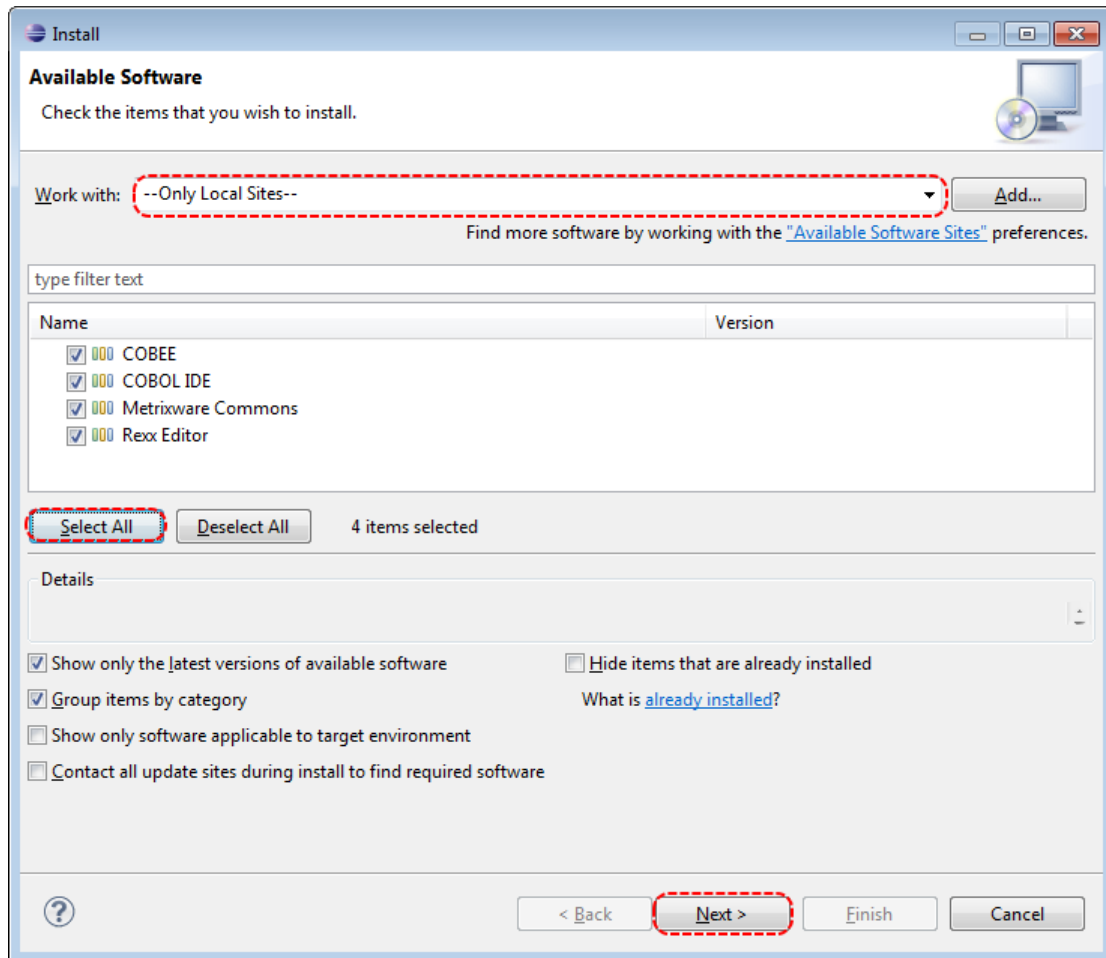 Install
Available Software
Check the items that you wish to install.
Work with: --Only Local Sites-- Add...
Find more software by working with the "Available Software Sites" preferences.
type filter text
Name Version
COBEE
COBOL IDE
Metrixware Commons
Rexx Editor
Select All Deselect All 4 items selected
Details
Show only the latest versions of available software Hide items that are already installed
Group items by category What is already installed?
Show only software applicable to target environment
Contact all update sites during install to find required software
? < Back Next > Finish Cancel